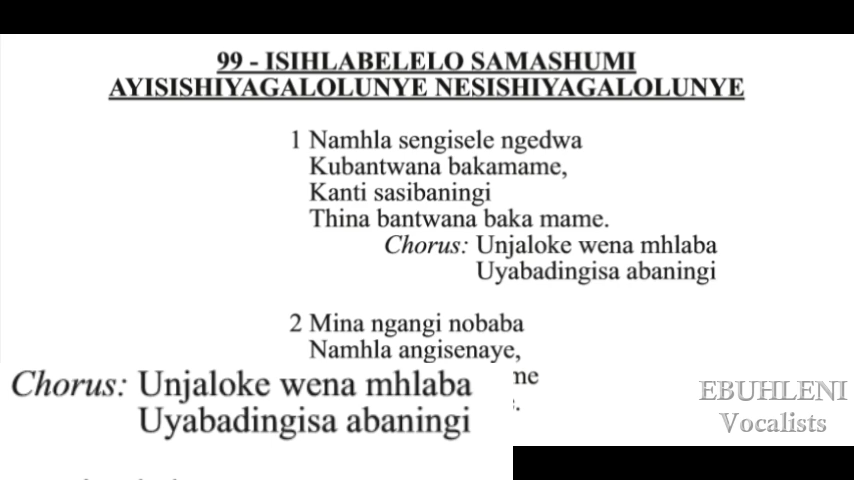 99 - ISIHLABELELO SAMASHUMI
AYISISHIYAGALOLUNYE NESISHIYAGALOLUNYE
1 Namhla sengisele ngedwa
Kubantwana bakamame,
Kanti sasibaningi
Thina bantwana baka mame.
Chorus: Unjaloke wena mhlaba
Uyabadingisa abaningi
2 Mina ngangi nobaba
Namhla angisenaye,
Chorus: Unjaloke wena mhlaba
Uyabadingisa abaningi
EBUHLENI
Vocalists